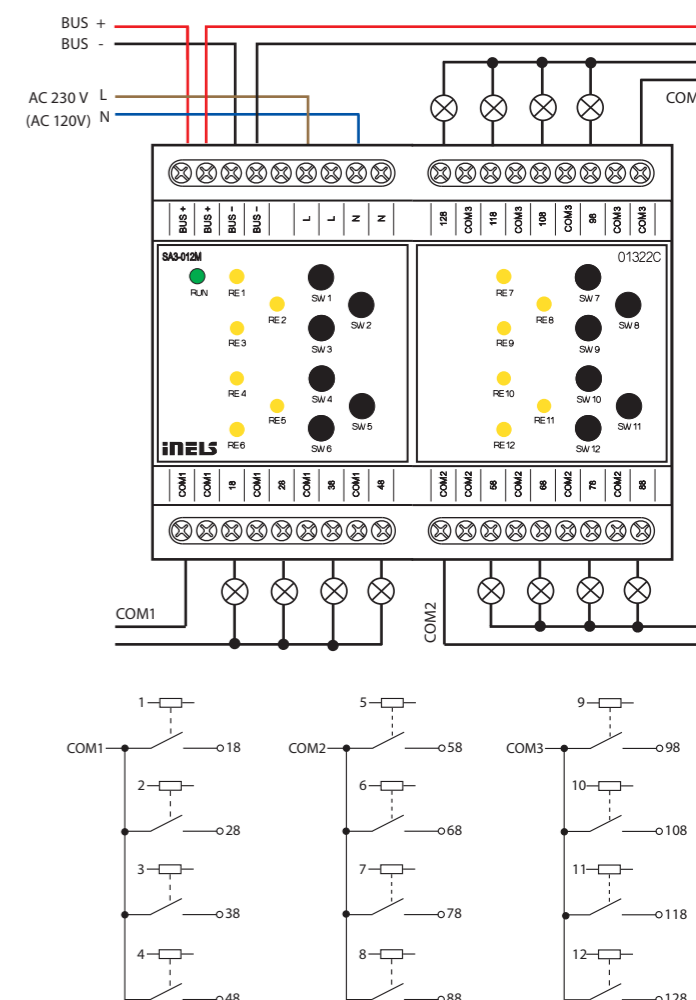 BUS +
BUS -
AC 230 V L
(AC 120V) N
COM
BUS + BUS + BUS – BUS – L L N N
128 COM3 118 COM3 108 COM3 98 COM3 COM3
SA3-012M 01322C
RUN RE1 SW1 RE7 SW7
RE2 SW2 RE8 SW8
RE3 SW3 RE9 SW9
RE4 SW4 RE10 SW10
RE5 SW5 RE11 SW11
iNELS RE6 SW6 RE12 SW12
COM1 COM1 18 COM1 28 COM1 38 COM1 48
COM2 COM2 58 COM2 68 COM2 78 COM2 88
COM1
COM2
1 5 9
COM1 18 COM2 58 COM3 98
2 6 10
28 68 108
3 7 11
38 78 118
4 8 12
48 88 128